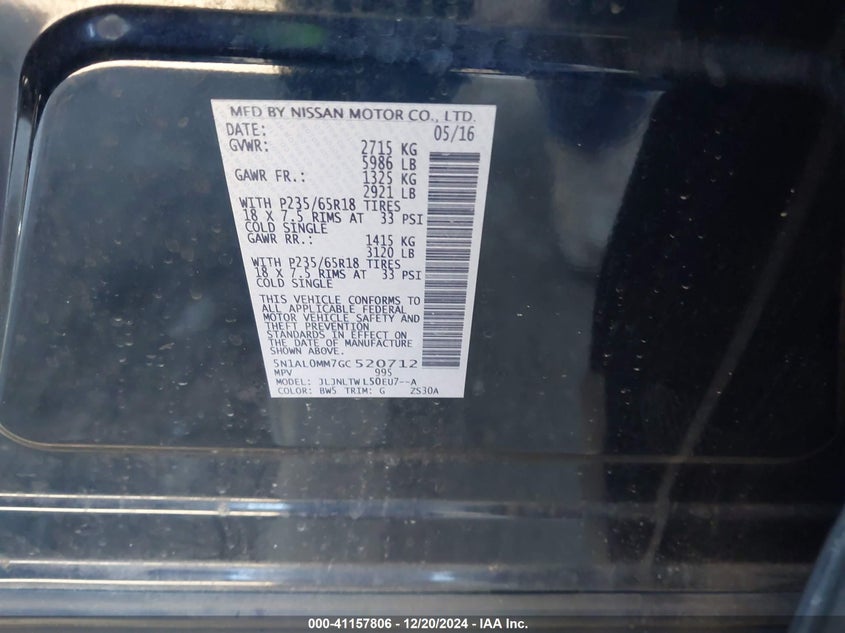 MFD BY NISSAN MOTOR CO., LTD.
DATE: 05/16
GVWR: 2715 KG
5986 LB
GAWR FR.: 1325 KG
2921 LB
WITH P235/65R18 TIRES
18 X 7.5 RIMS AT 33 PSI
COLD SINGLE
GAWR RR.: 1415 KG
3120 LB
WITH P235/65R18 TIRES
18 X 7.5 RIMS AT 33 PSI
COLD SINGLE
THIS VEHICLE CONFORMS TO
ALL APPLICABLE FEDERAL
MOTOR VEHICLE SAFETY AND
THEFT PREVENTION
STANDARDS IN EFFECT ON
THE DATE OF MANUFACTURE
SHOWN ABOVE.
5N1AL0MM7GC520712
MPV 995
MODEL: JLJNLTWL50EU7--A
COLOR: BW5 TRIM: G 2S30A
000-41157806 - 12/20/2024 - IAA Inc.